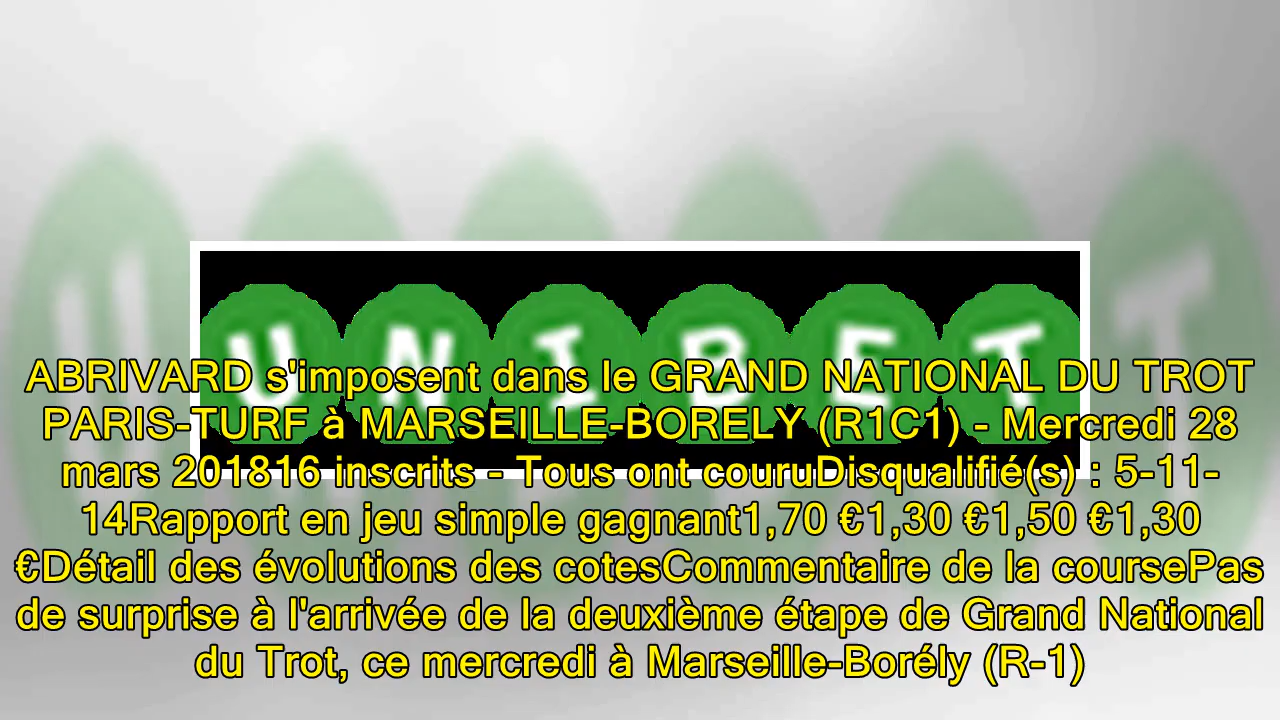 UNIBET
ABRIVARD s'imposent dans le GRAND NATIONAL DU TROT
PARIS-TURF à MARSEILLE-BORELY (R1C1) - Mercredi 28
mars 201816 inscrits - Tous ont couruDisqualifié(s) : 5-11-
14Rapport en jeu simple gagnant1,70 €1,30 €1,50 €1,30
€Détail des évolutions des cotesCommentaire de la coursePas
de surprise à l'arrivée de la deuxième étape de Grand National
du Trot, ce mercredi à Marseille-Borély (R-1)